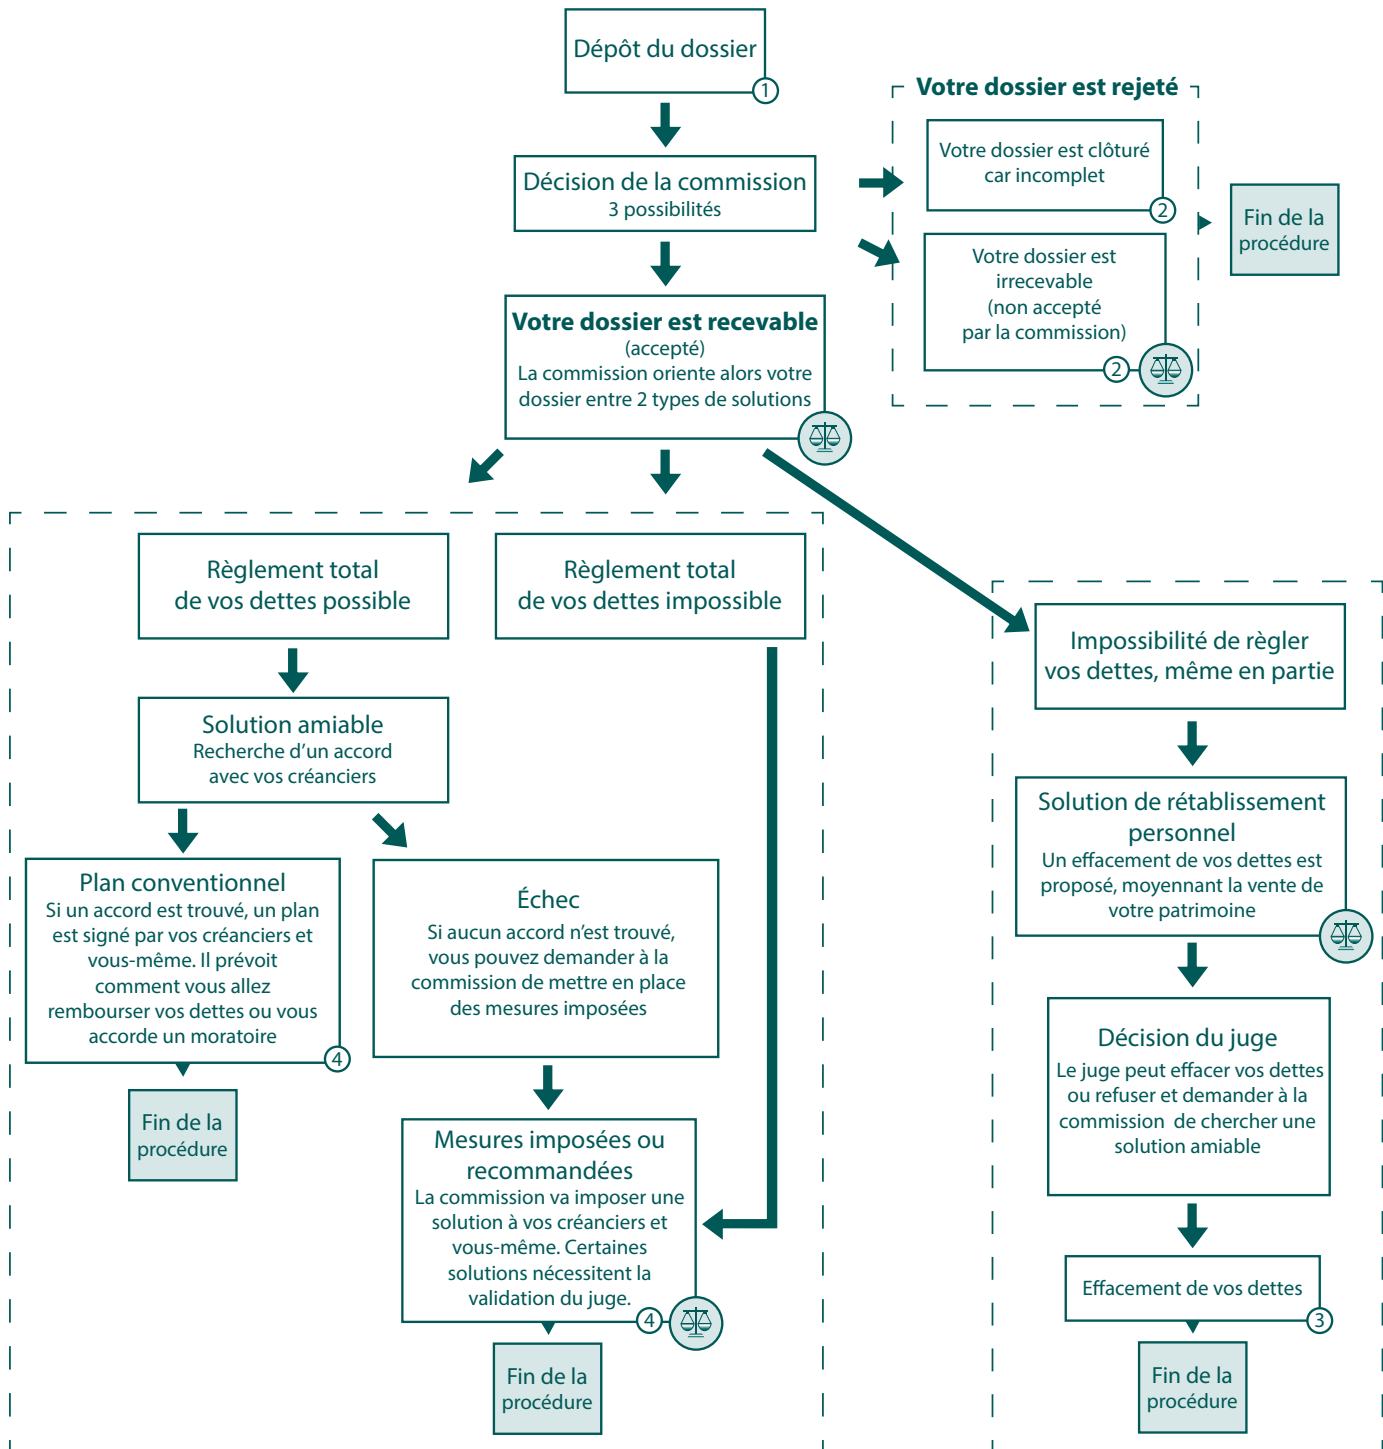 Dépôt du dossier
1
Décision de la commission
3 possibilités
Votre dossier est rejeté
Votre dossier est clôturé
car incomplet
2
Votre dossier est
irrecevable
(non accepté
par la commission)
2
Fin de la
procédure
Votre dossier est recevable
(accepté)
La commission oriente alors votre
dossier entre 2 types de solutions
Règlement total
de vos dettes possible
Règlement total
de vos dettes impossible
Solution amiable
Recherche d'un accord
avec vos créanciers
Plan conventionnel
Si un accord est trouvé, un plan
est signé par vos créanciers et
vous-même. Il prévoit
comment vous allez
rembourser vos dettes ou vous
accorde un moratoire
4
Fin de la
procédure
Échec
Si aucun accord n'est trouvé,
vous pouvez demander à la
commission de mettre en place
des mesures imposées
Mesures imposées ou
recommandées
La commission va imposer une
solution à vos créanciers et
vous-même. Certaines
solutions nécessitent la
validation du juge.
4
Fin de la
procédure
Impossibilité de règler
vos dettes, même en partie
Solution de rétablissement
personnel
Un effacement de vos dettes est
proposé, moyennant la vente de
votre patrimoine
Décision du juge
Le juge peut effacer vos dettes
ou refuser et demander à la
commission de chercher une
solution amiable
Effacement de vos dettes
3
Fin de la
procédure